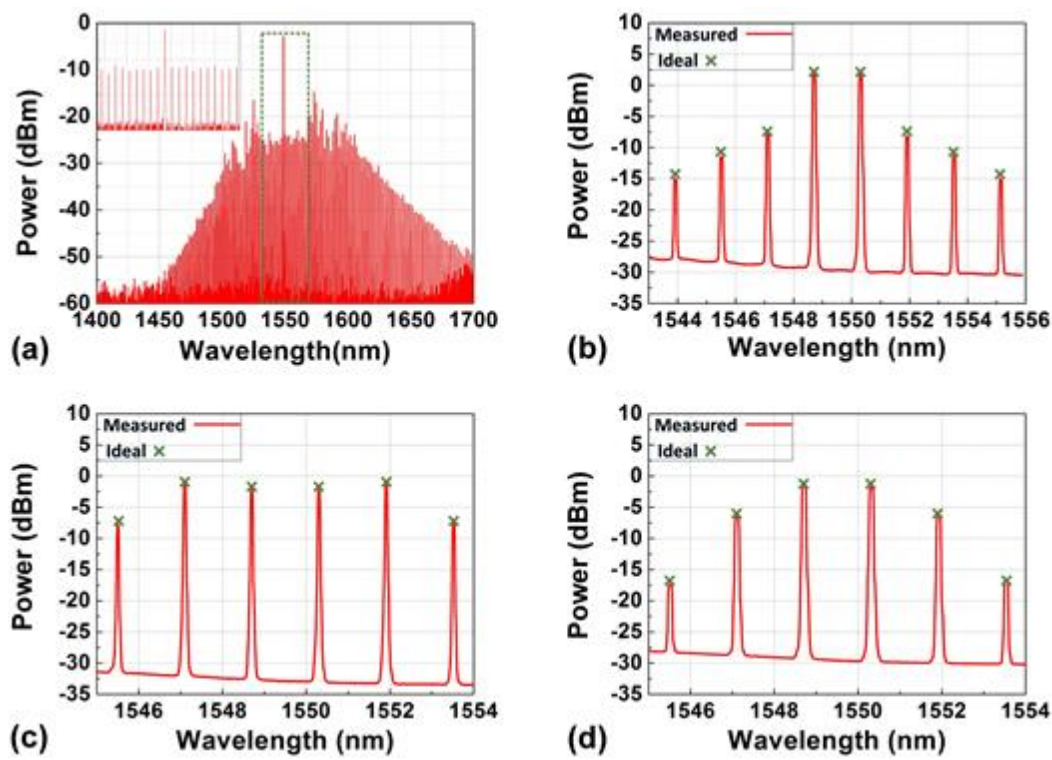 0
-10
-20
-30
-40
-50
-60
Power (dBm)
1400 1450 1500 1550 1600 1650 1700
Wavelength(nm)
(a)
10
5
0
-5
-10
-15
-20
-25
-30
-35
Power (dBm)
Measured
Ideal ×
1544 1546 1548 1550 1552 1554 1556
Wavelength (nm)
(b)
10
5
0
-5
-10
-15
-20
-25
-30
-35
Power (dBm)
Measured
Ideal ×
1546 1548 1550 1552 1554
Wavelength (nm)
(c)
10
5
0
-5
-10
-15
-20
-25
-30
-35
Power (dBm)
Measured
Ideal ×
1546 1548 1550 1552 1554
Wavelength (nm)
(d)